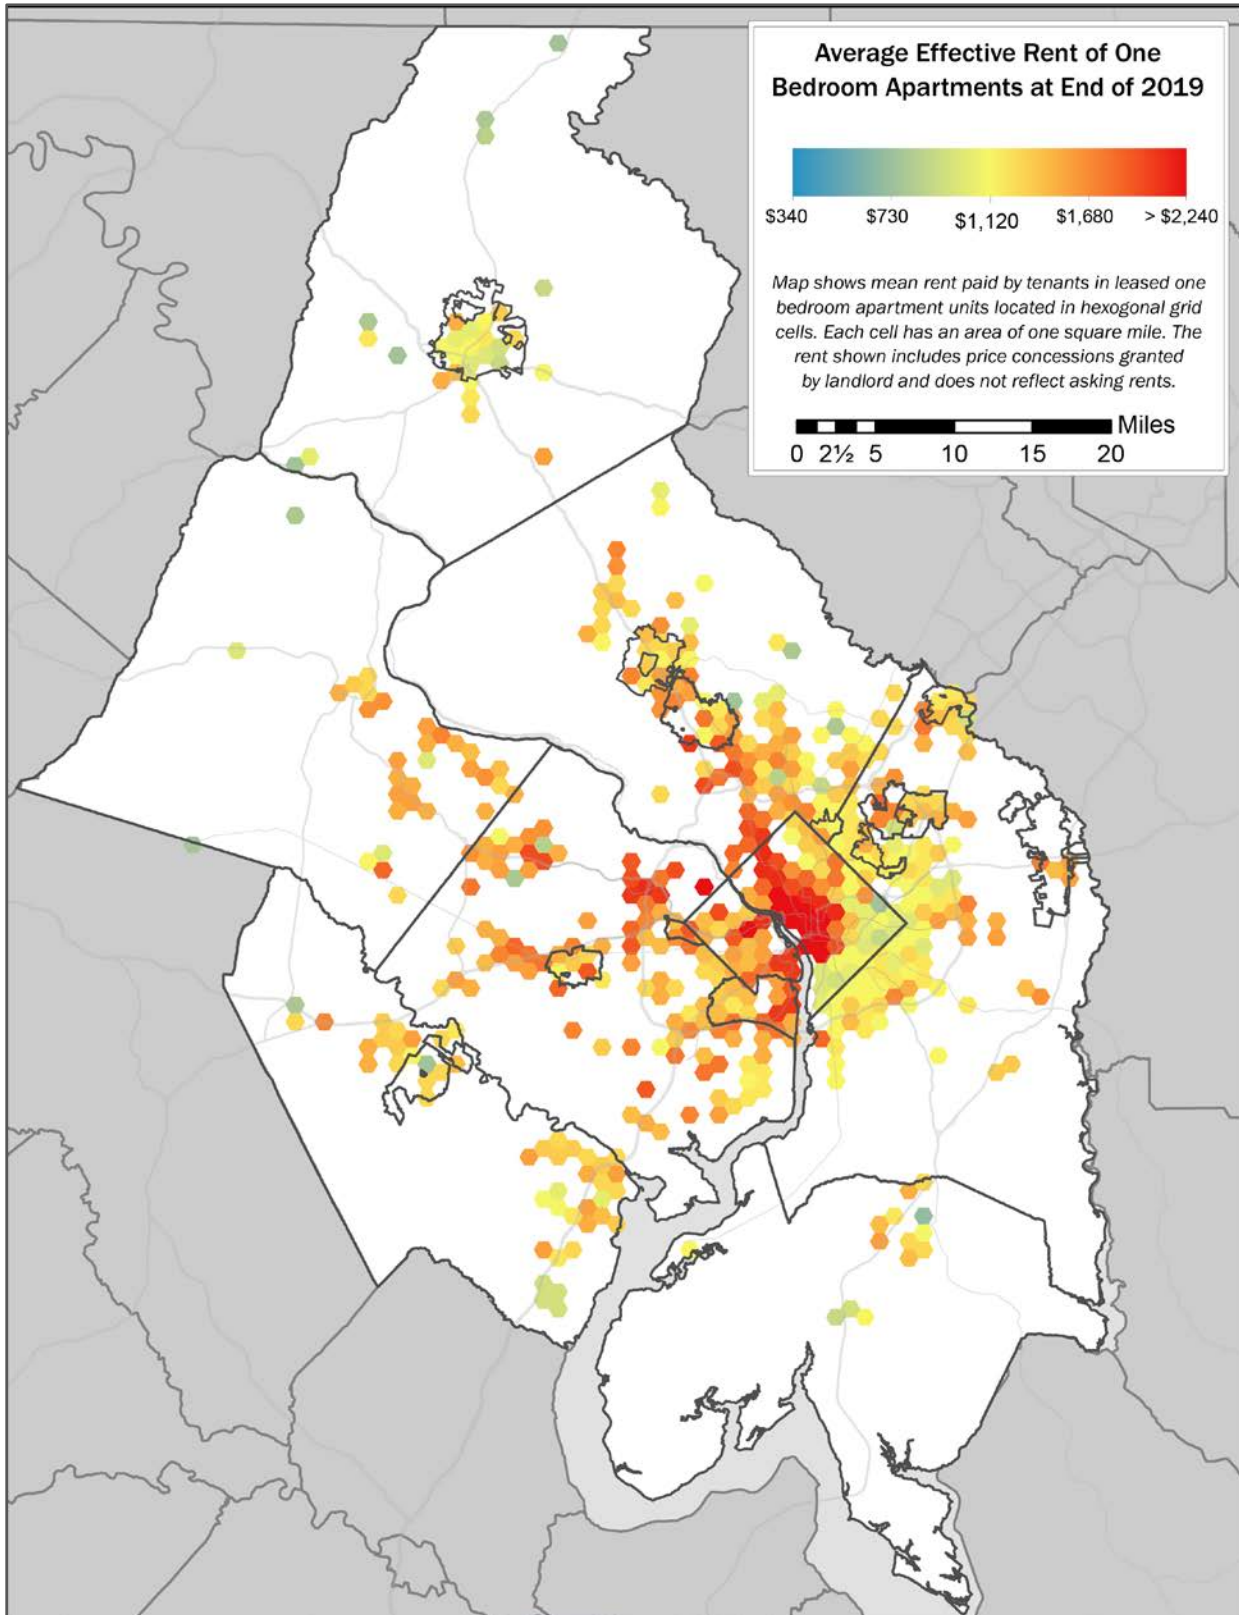 Average Effective Rent of One
Bedroom Apartments at End of 2019
$340 $730 $1,120 $1,680 > $2,240
Map shows mean rent paid by tenants in leased one
bedroom apartment units located in hexogonal grid
cells. Each cell has an area of one square mile. The
rent shown includes price concessions granted
by landlord and does not reflect asking rents.
Miles
0 2½ 5 10 15 20